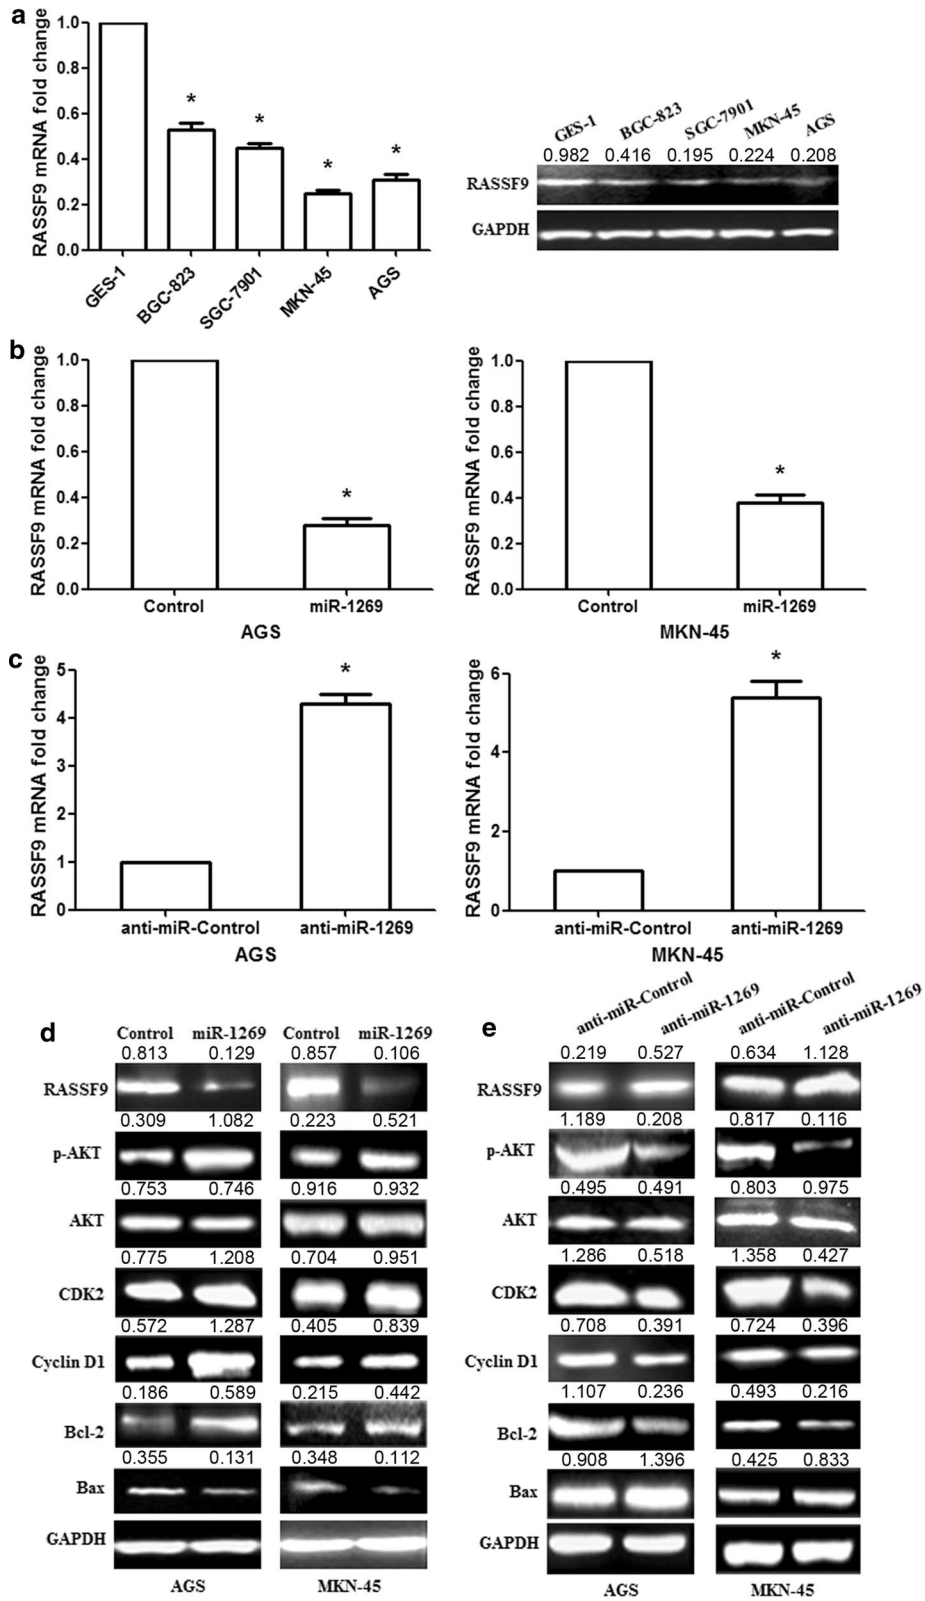 a
RASSF9 mRNA fold change
1.0
0.8
0.6
0.4
0.2
0.0
*
*
*
*
GES-1
BGC-823
SGC-7901
MKN-45
AGS
GES-1 BGC-823 SGC-7901 MKN-45 AGS
0.982 0.416 0.195 0.224 0.208
RASSF9
GAPDH
b
RASSF9 mRNA fold change
1.0
0.8
0.6
0.4
0.2
0.0
*
Control miR-1269
AGS
RASSF9 mRNA fold change
1.0
0.8
0.6
0.4
0.2
0.0
*
Control miR-1269
MKN-45
c
RASSF9 mRNA fold change
5
4
3
2
1
0
*
anti-miR-Control anti-miR-1269
AGS
RASSF9 mRNA fold change
6
4
2
0
*
anti-miR-Control anti-miR-1269
MKN-45
d
Control miR-1269 Control miR-1269
0.813 0.129 0.857 0.106
RASSF9
0.309 1.082 0.223 0.521
p-AKT
0.753 0.746 0.916 0.932
AKT
0.775 1.208 0.704 0.951
CDK2
0.572 1.287 0.405 0.839
Cyclin D1
0.186 0.589 0.215 0.442
Bcl-2
0.355 0.131 0.348 0.112
Bax
GAPDH
AGS MKN-45
e
anti-miR-Control anti-miR-1269 anti-miR-Control anti-miR-1269
0.219 0.527 0.634 1.128
RASSF9
1.189 0.208 0.817 0.116
p-AKT
0.495 0.491 0.803 0.975
AKT
1.286 0.518 1.358 0.427
CDK2
0.708 0.391 0.724 0.396
Cyclin D1
1.107 0.236 0.493 0.216
Bcl-2
0.908 1.396 0.425 0.833
Bax
GAPDH
AGS MKN-45